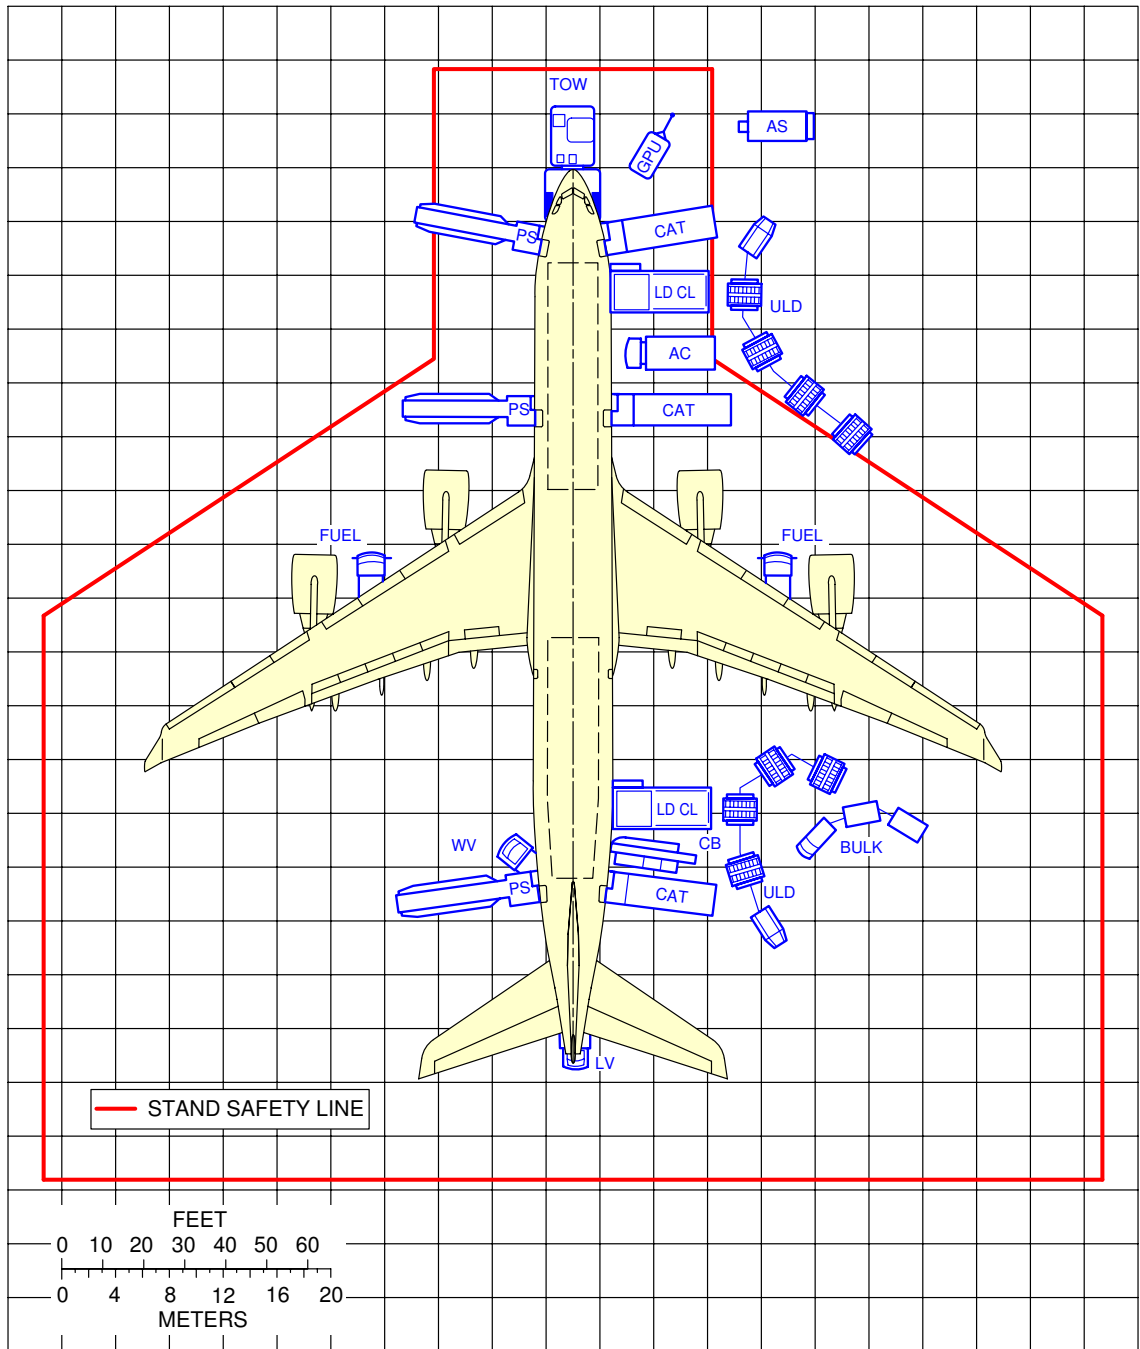 TOW
AS
GPU
PS
CAT
LD CL
ULD
AC
PS
CAT
FUEL
FUEL
LD CL
WV
CB
BULK
PS
CAT
ULD
LV
STAND SAFETY LINE
FEET
0 10 20 30 40 50 60
0 4 8 12 16 20
METERS